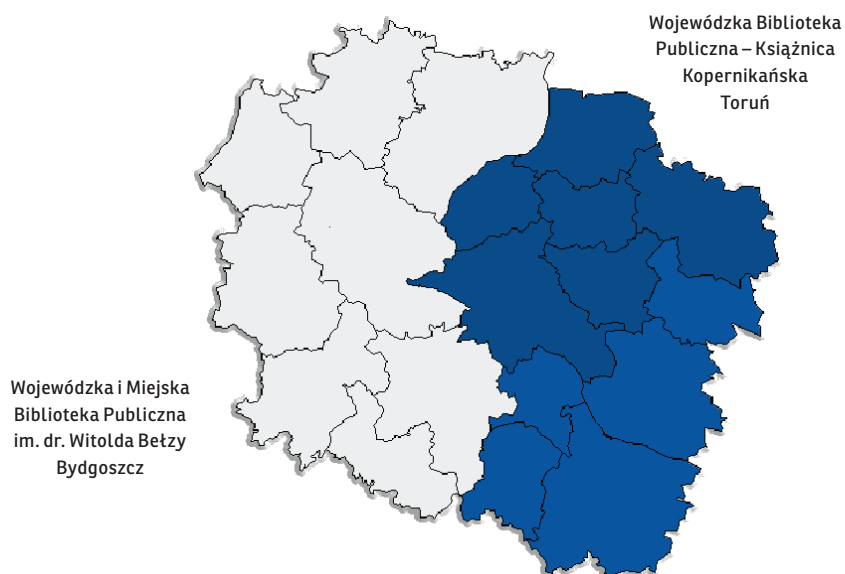 Wojewódzka Biblioteka
Publiczna – Książnica
Kopernikańska
Toruń
Wojewódzka i Miejska
Biblioteka Publiczna
im. dr. Witolda Bełzy
Bydgoszcz